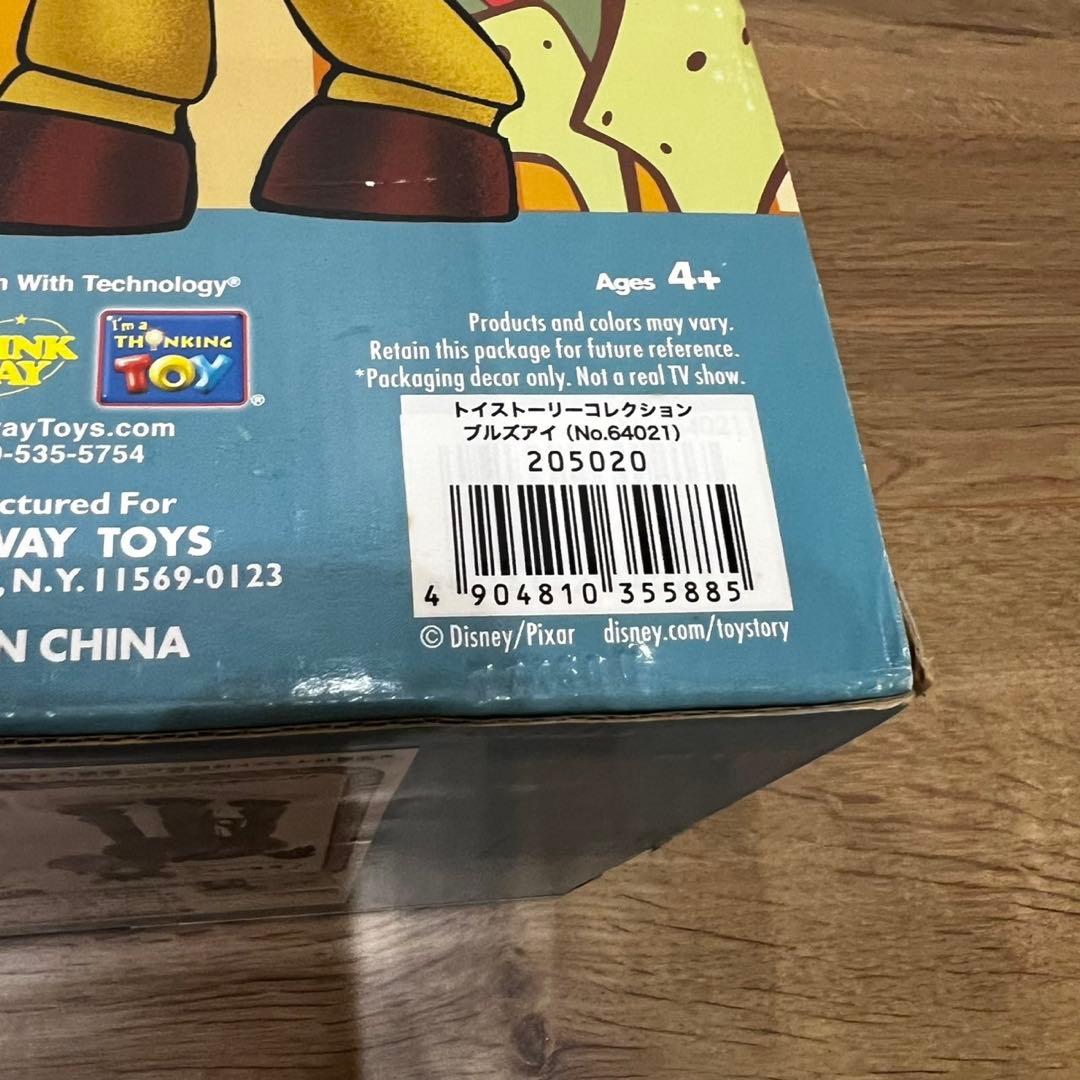 With Technology®
Ages 4+
I'm a
THINKING
TOY
®
Products and colors may vary.
Retain this package for future reference.
*Packaging decor only. Not a real TV show.
ayToys.com
-535-5754
ctured For
WAY TOYS
, N.Y. 11569-0123
N CHINA
トイストーリーコレクション
ブルズアイ (No.64021)
205020
4 904810 355885
© Disney/Pixar disney.com/toystory